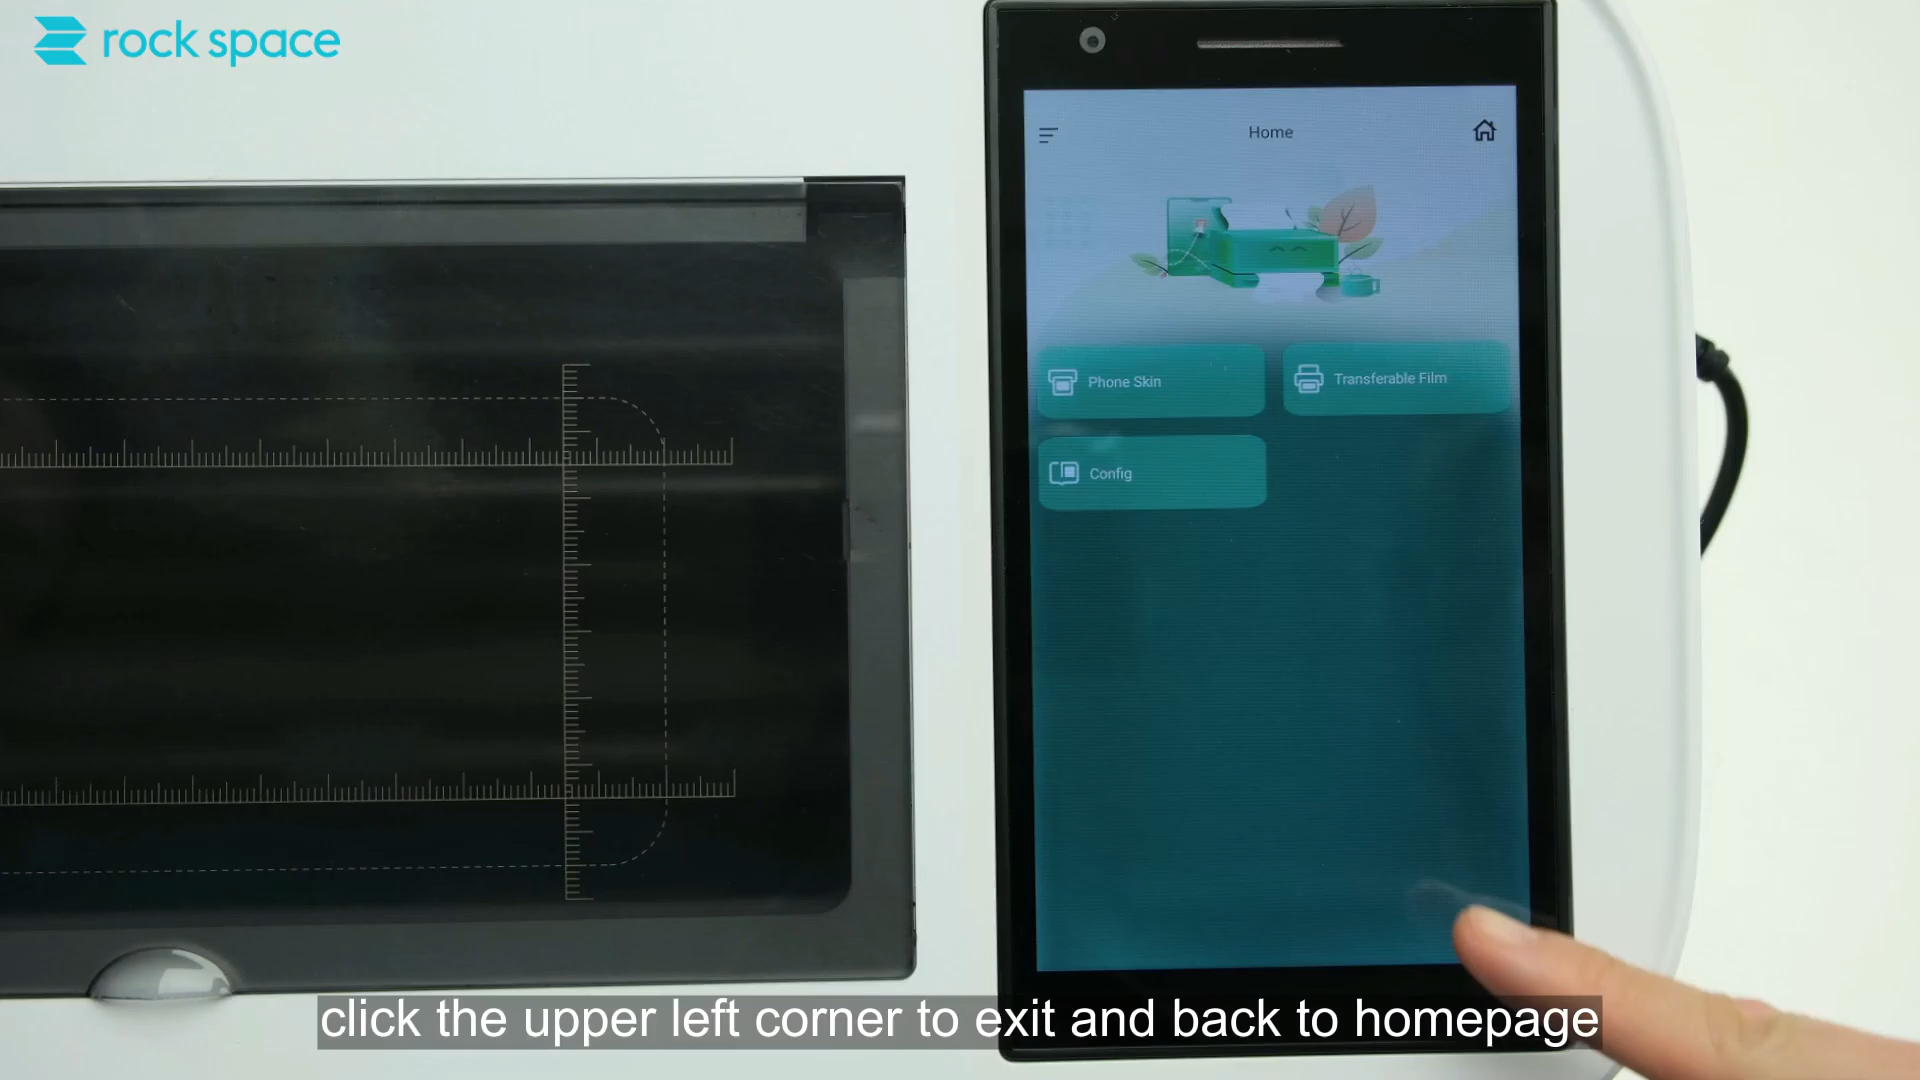 rock space
Home
Phone Skin
Transferable Film
Config
click the upper left corner to exit and back to homepage